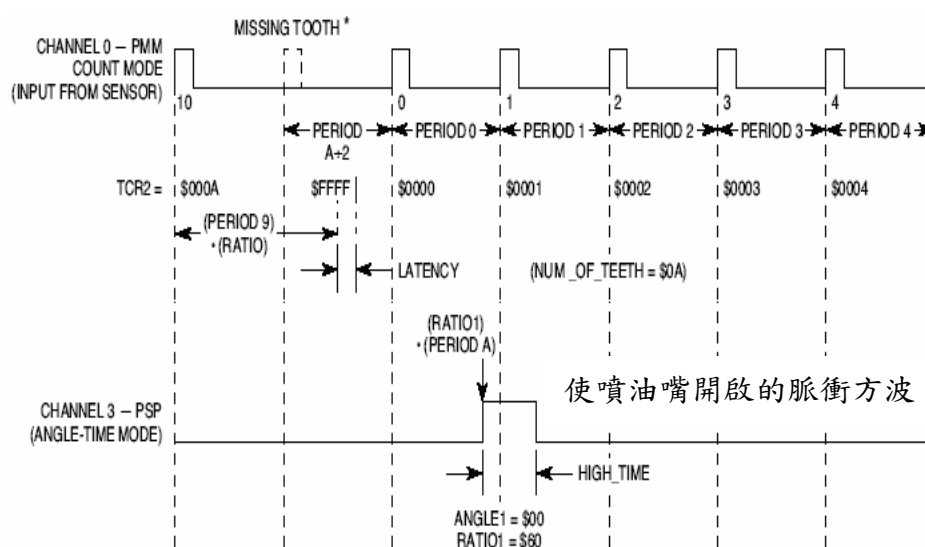 MISSING TOOTH *
CHANNEL 0 – PMM
COUNT MODE
(INPUT FROM SENSOR)
10
0
1
2
3
4
PERIOD
A÷2
PERIOD 0
PERIOD 1
PERIOD 2
PERIOD 3
PERIOD 4
TCR2 =
$000A
$FFFF
$0000
$0001
$0002
$0003
$0004
(PERIOD 9)
·(RATIO)
LATENCY
(NUM_OF_TEETH = $0A)
(RATIO1)
·(PERIOD A)
使噴油嘴開啟的脈衝方波
CHANNEL 3 – PSP
(ANGLE-TIME MODE)
HIGH_TIME
ANGLE1 = $00
RATIO1 = $60